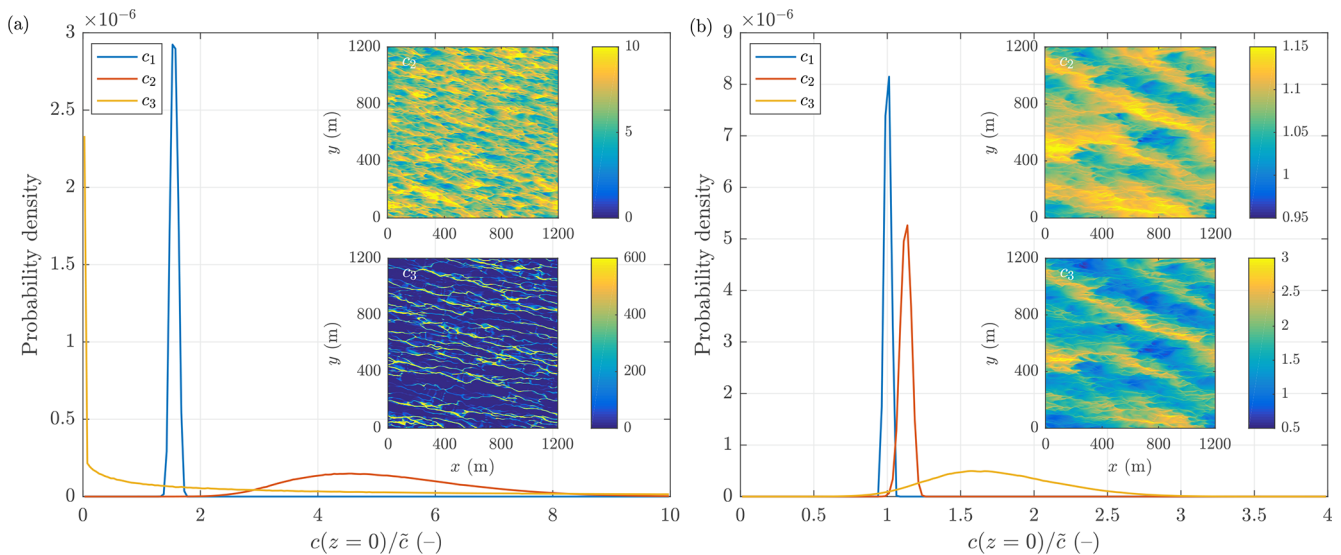 (a)
×10⁻⁶
3
2.5
2
1.5
1
0.5
0
Probability density
c₁
c₂
c₃
0 2 4 6 8 10
c(z = 0)/c̃ (–)
c₂
1200
800
400
0
y (m)
0 400 800 1200
10
5
0
c₃
1200
800
400
0
y (m)
0 400 800 1200
x (m)
600
400
200
0
(b)
×10⁻⁶
9
8
7
6
5
4
3
2
1
0
Probability density
c₁
c₂
c₃
0 0.5 1 1.5 2 2.5 3 3.5 4
c(z = 0)/c̃ (–)
c₂
1200
800
400
0
y (m)
0 400 800 1200
1.15
1.1
1.05
1
0.95
c₃
1200
800
400
0
y (m)
0 400 800 1200
x (m)
3
2.5
2
1.5
1
0.5